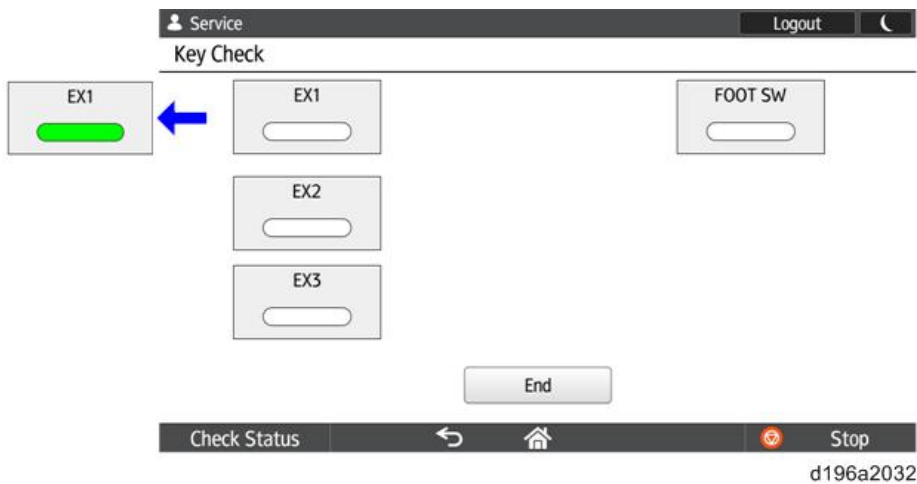 Service Logout
Key Check
EX1 EX1 FOOT SW
EX2
EX3
End
Check Status Stop
d196a2032